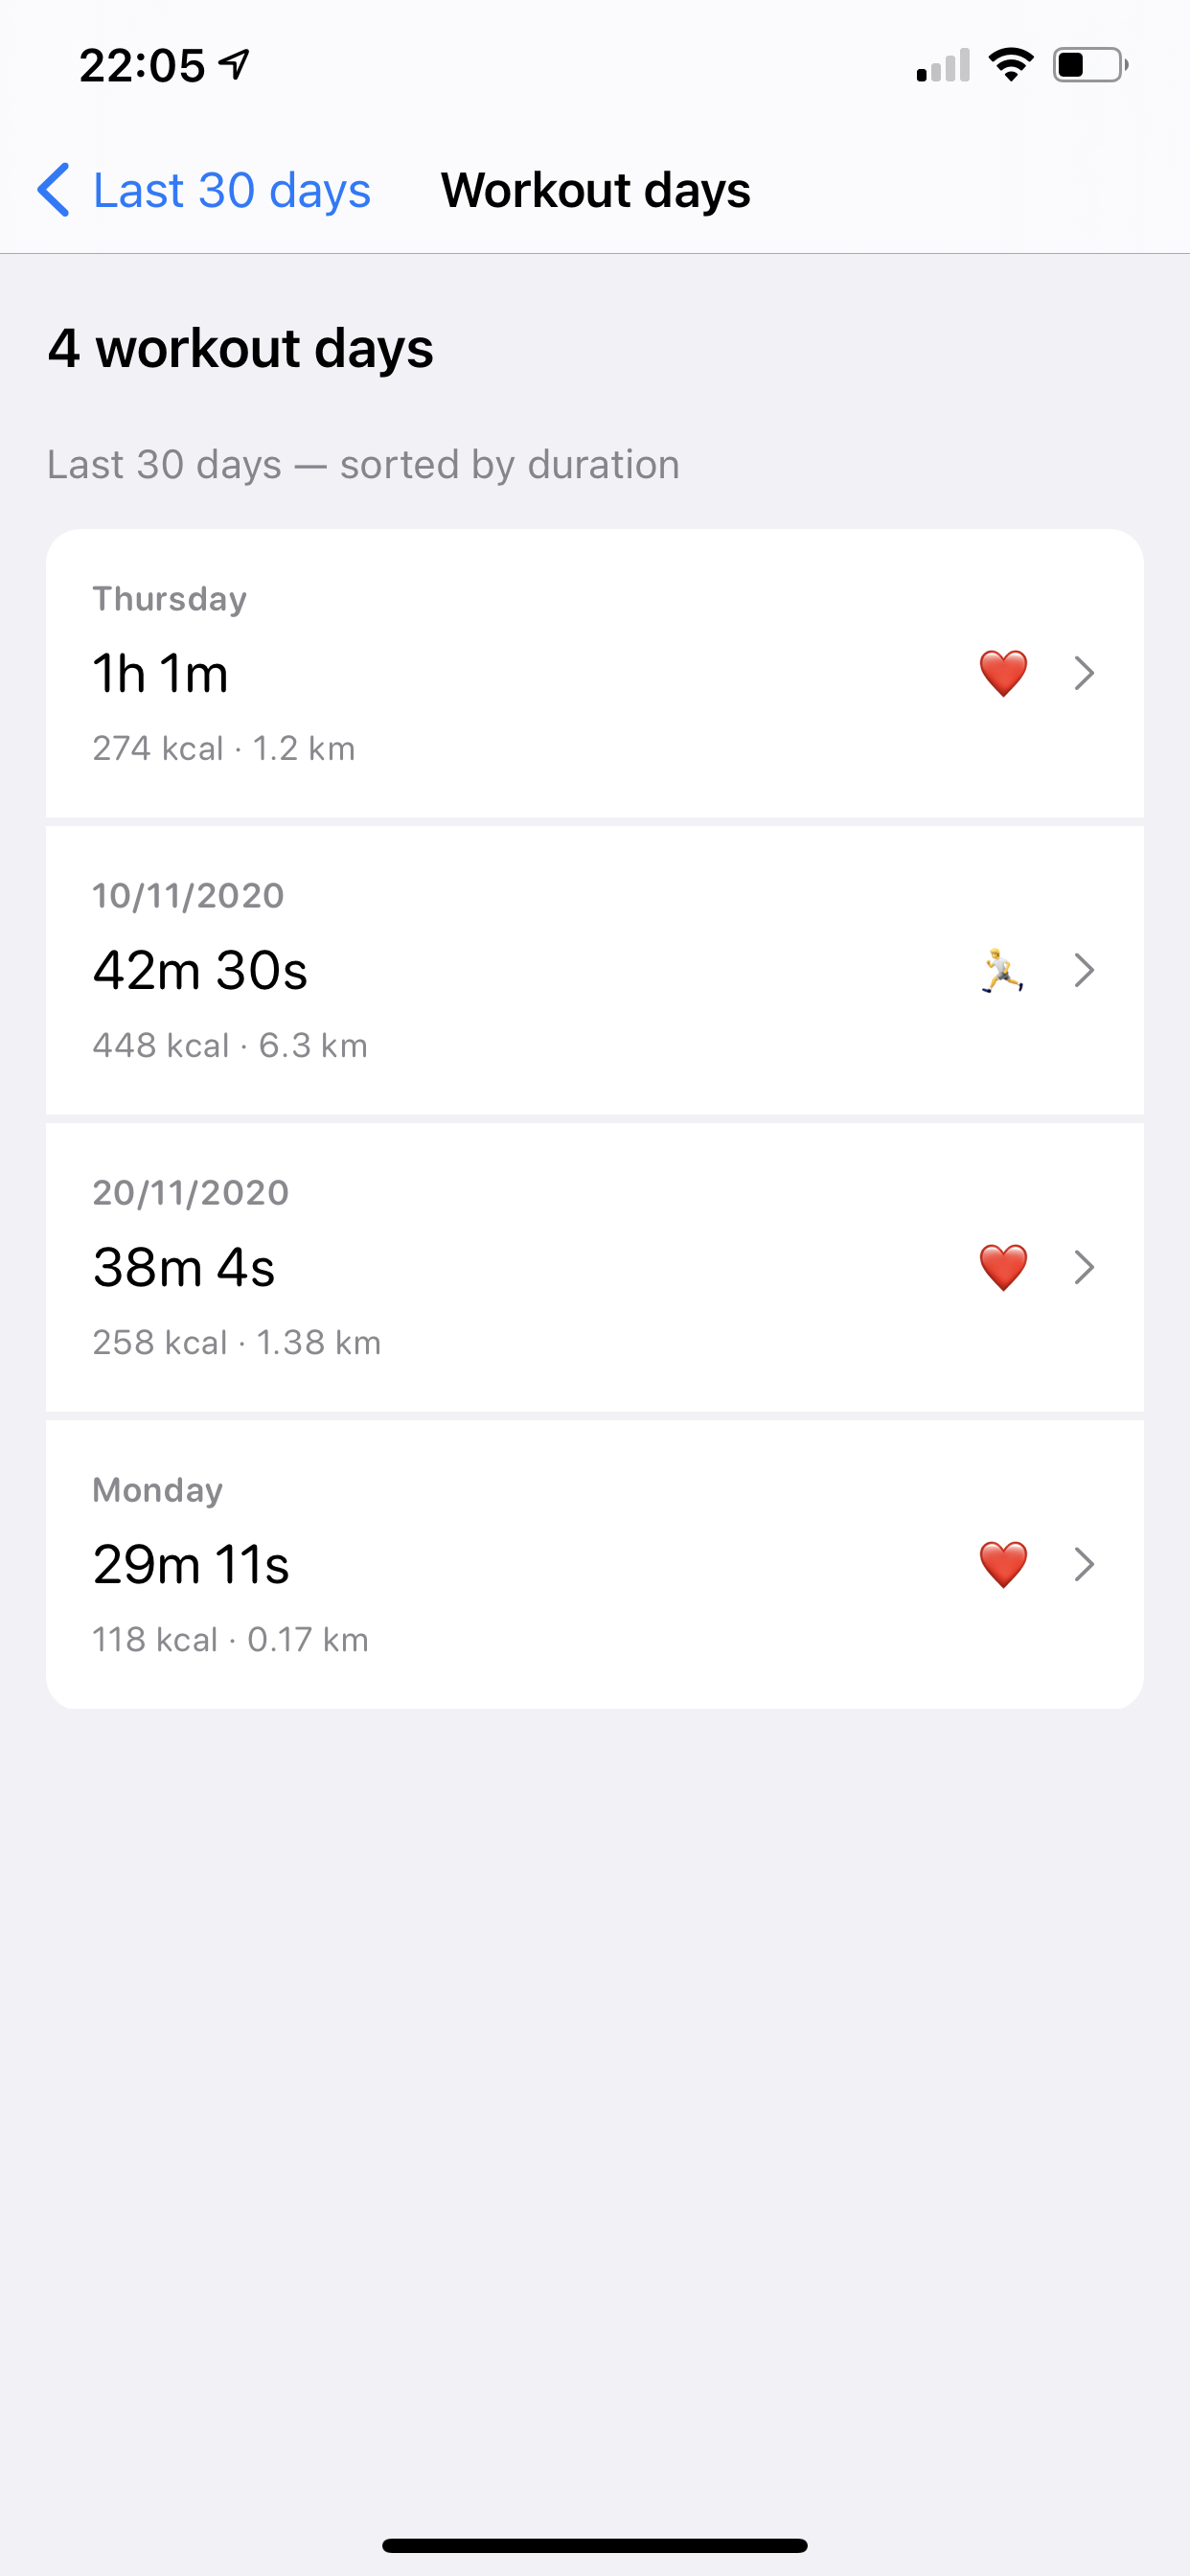 22:05
Last 30 days Workout days
4 workout days
Last 30 days — sorted by duration
Thursday
1h 1m
274 kcal · 1.2 km
10/11/2020
42m 30s
448 kcal · 6.3 km
20/11/2020
38m 4s
258 kcal · 1.38 km
Monday
29m 11s
118 kcal · 0.17 km